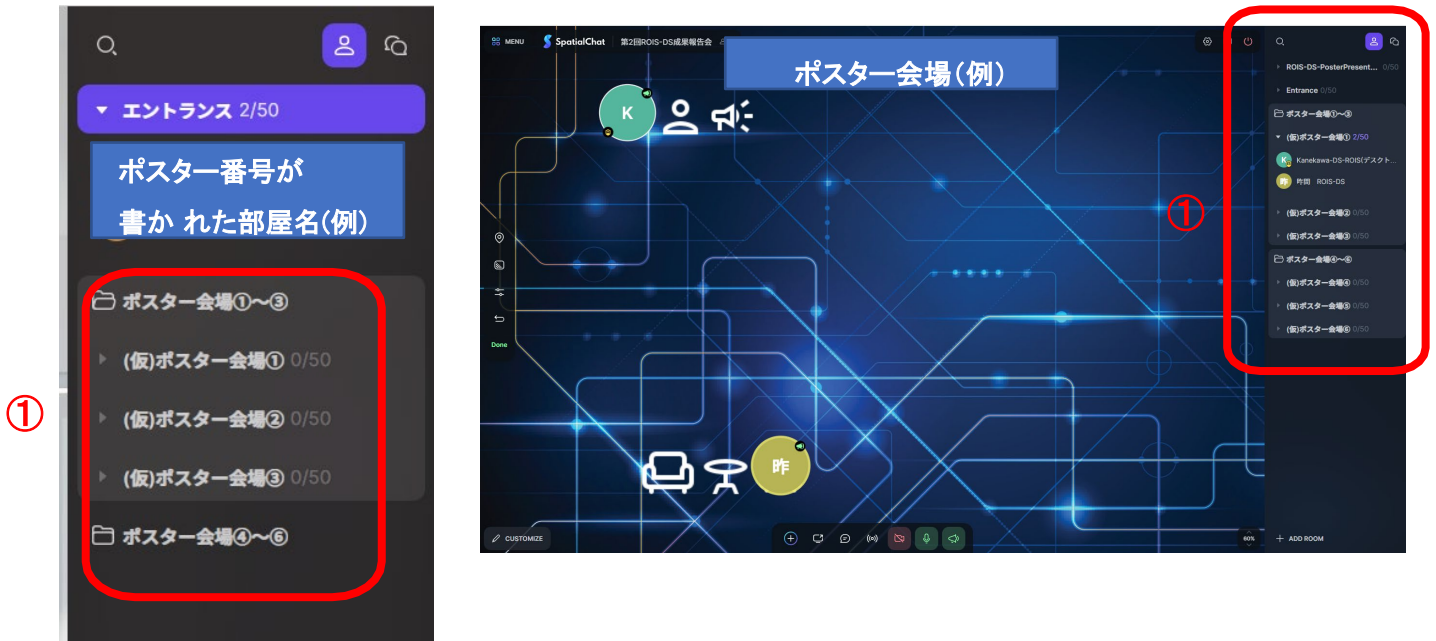 エントランス 2/50
ポスター番号が
書か れた部屋名(例)
ポスター会場①～③
(仮)ポスター会場① 0/50
(仮)ポスター会場② 0/50
(仮)ポスター会場③ 0/50
ポスター会場④～⑥
①
MENU SpatialChat 第2回ROIS-DS成果報告会
ポスター会場(例)
K
昨
Done
CUSTOMIZE
60%
①
ROIS-DS-PosterPresent... 0/50
Entrance 0/50
ポスター会場①～③
(仮)ポスター会場① 2/50
K Kanekawa-DS-ROIS(デスクト...
昨 昨間 ROIS-DS
(仮)ポスター会場② 0/50
(仮)ポスター会場③ 0/50
ポスター会場④～⑥
(仮)ポスター会場④ 0/50
(仮)ポスター会場⑤ 0/50
(仮)ポスター会場⑥ 0/50
ADD ROOM